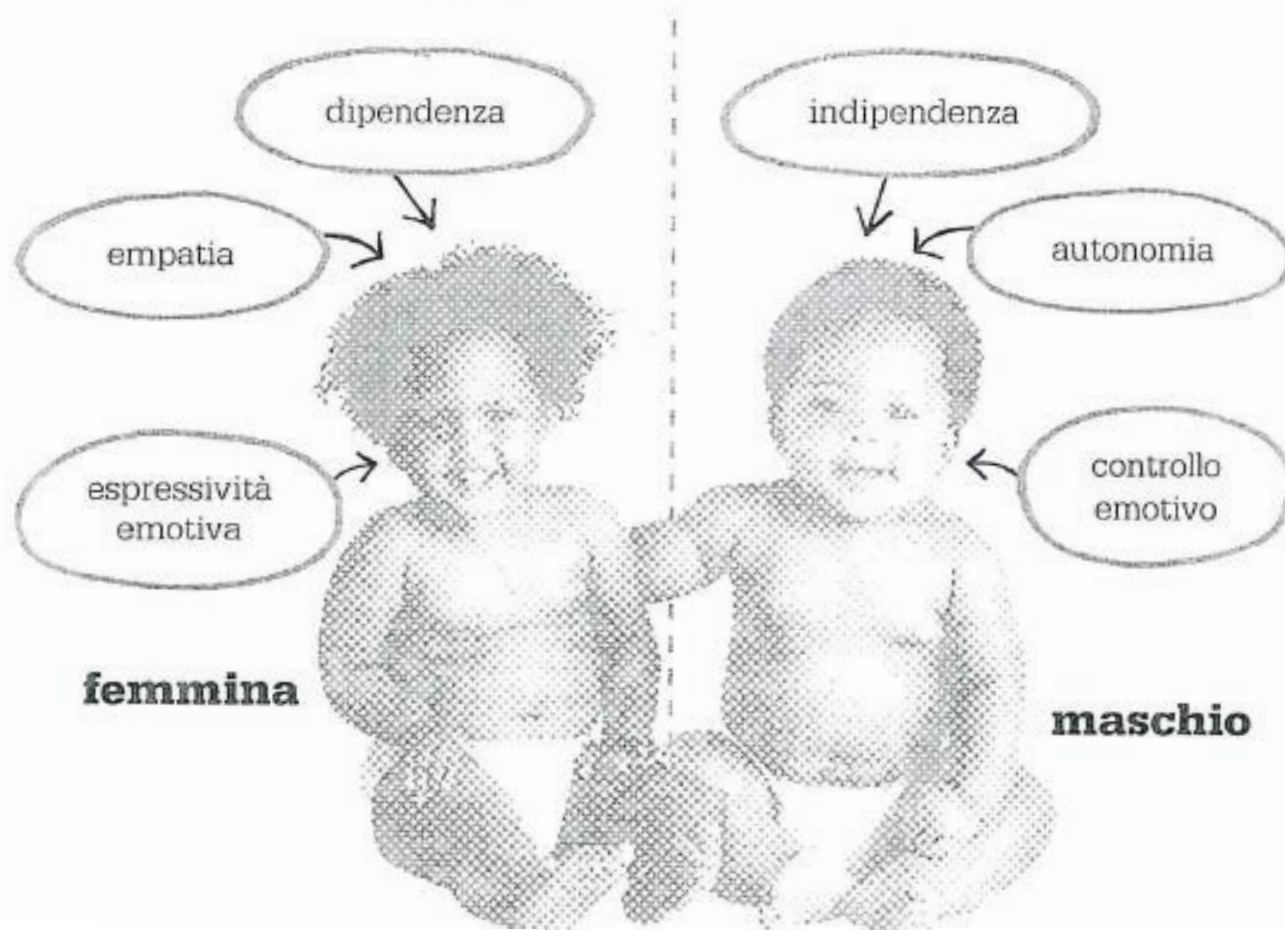 dipendenza
empatia
espressività
emotiva
femmina
indipendenza
autonomia
controllo
emotivo
maschio